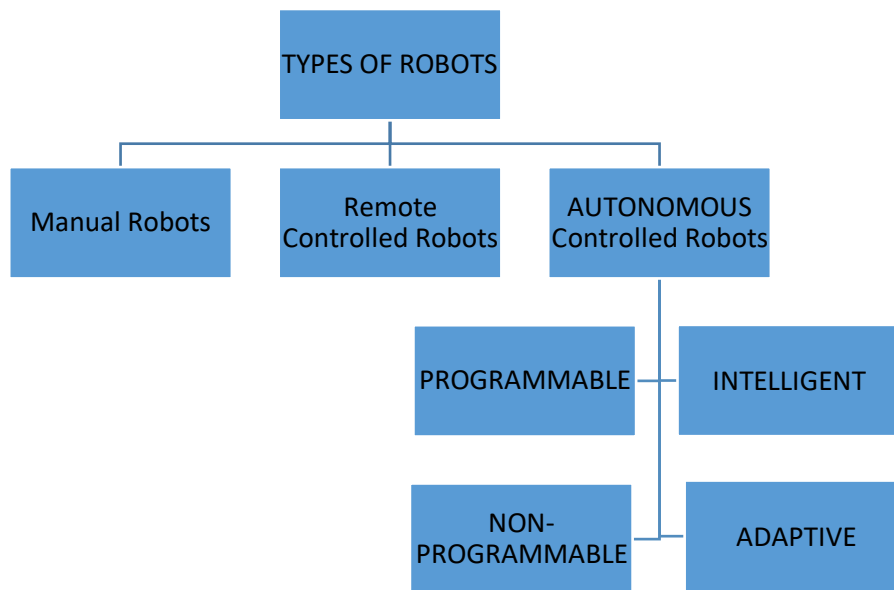 TYPES OF ROBOTS
Manual Robots
Remote
Controlled Robots
AUTONOMOUS
Controlled Robots
PROGRAMMABLE
INTELLIGENT
NON-
PROGRAMMABLE
ADAPTIVE